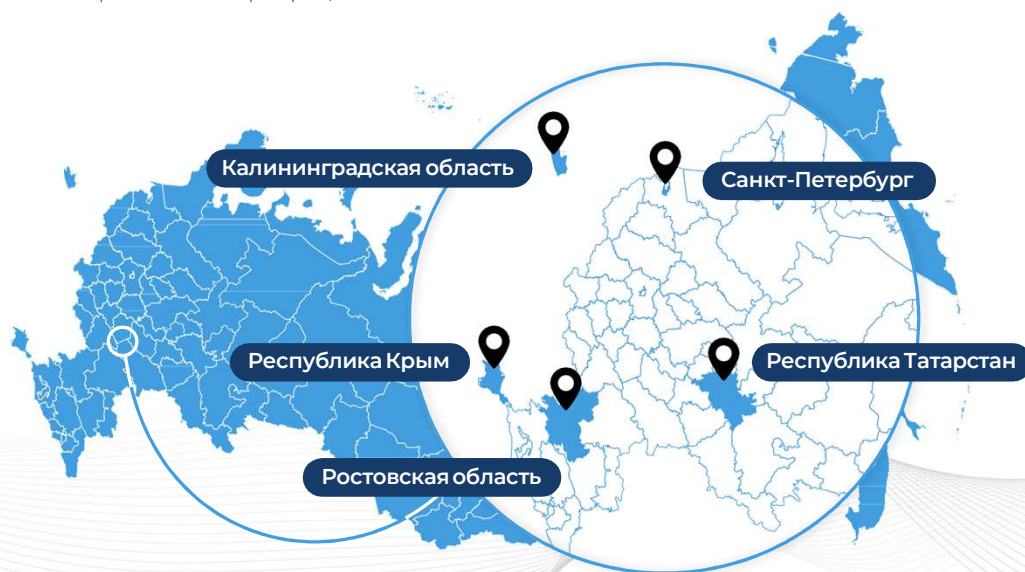 Калининградская область
Санкт-Петербург
Республика Крым
Республика Татарстан
Ростовская область